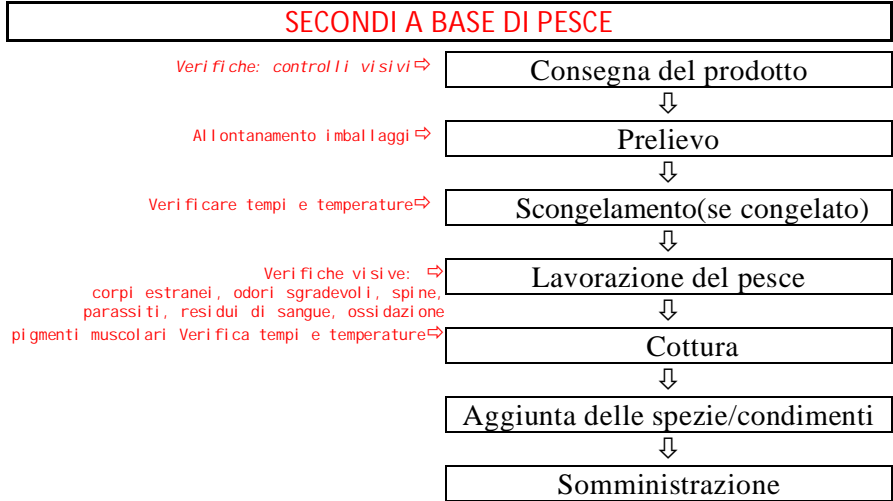 SECONDI A BASE DI PESCE
Verifiche: controlli visivi⇨
Consegna del prodotto
⇩
Allontanamento imballaggi⇨
Prelievo
⇩
Verificare tempi e temperature⇨
Scongelamento(se congelato)
⇩
Verifiche visive: ⇨
Lavorazione del pesce
corpi estranei, odori sgradevoli, spine,
parassiti, residui di sangue, ossidazione
⇩
pigmenti muscolari Verifica tempi e temperature⇨
Cottura
⇩
Aggiunta delle spezie/condimenti
⇩
Somministrazione